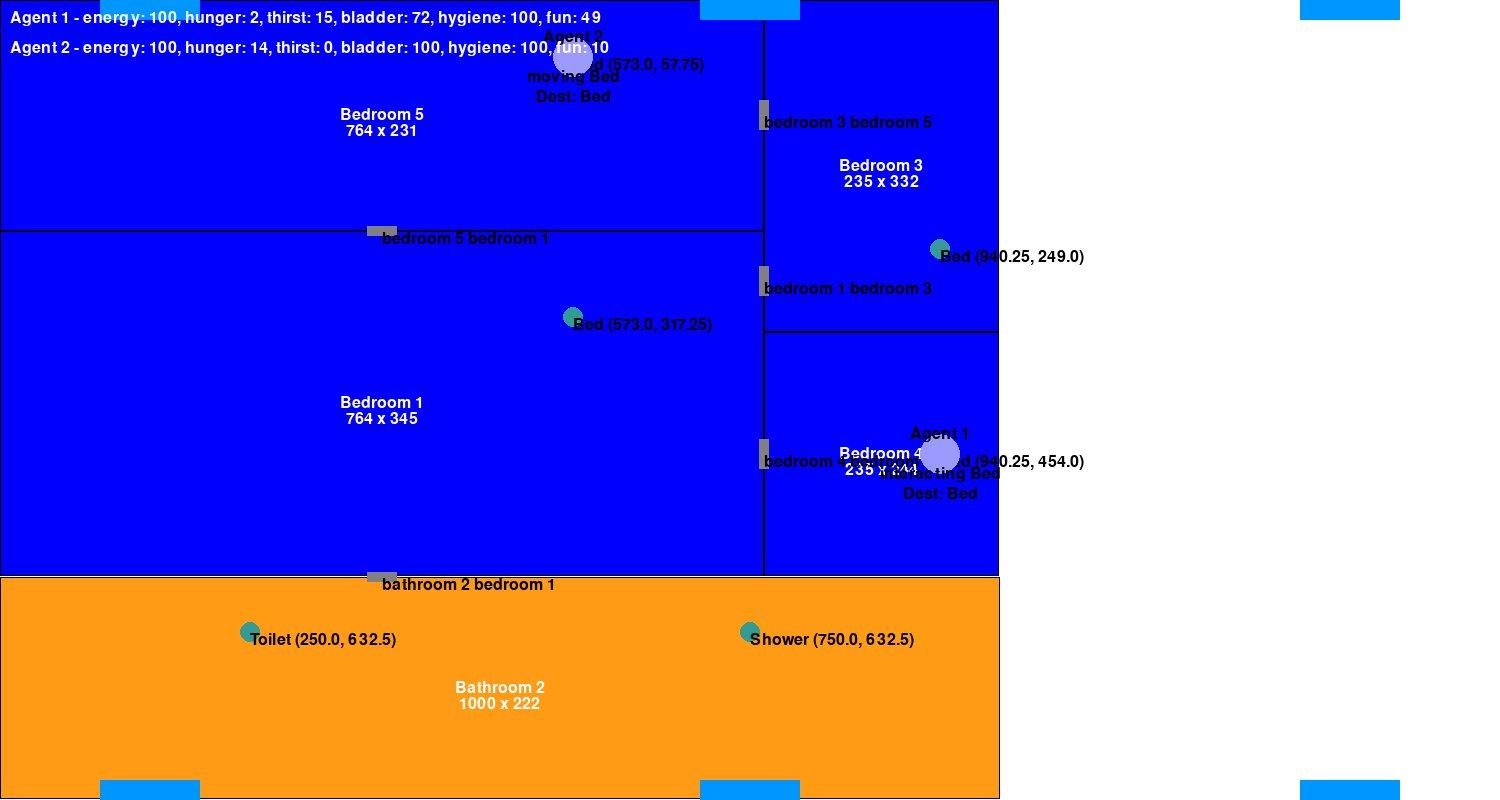 Agent 1 - energy: 100, hunger: 2, thirst: 15, bladder: 72, hygiene: 100, fun: 49
Agent 2 - energy: 100, hunger: 14, thirst: 0, bladder: 100, hygiene: 100, fun: 10
Agent 2
(573.0, 57.75)
moving Bed
Dest: Bed
Bedroom 5
764 x 231
bedroom 3 bedroom 5
Bedroom 3
235 x 332
bedroom 5 bedroom 1
Bed (940.25, 249.0)
bedroom 1 bedroom 3
Bed (573.0, 317.25)
Bedroom 1
764 x 345
Agent 1
Bedroom 4
bedroom 4 bedroom
(940.25, 454.0)
235 x 244
interacting Bed
Dest: Bed
bathroom 2 bedroom 1
Toilet (250.0, 632.5)
Shower (750.0, 632.5)
Bathroom 2
1000 x 222